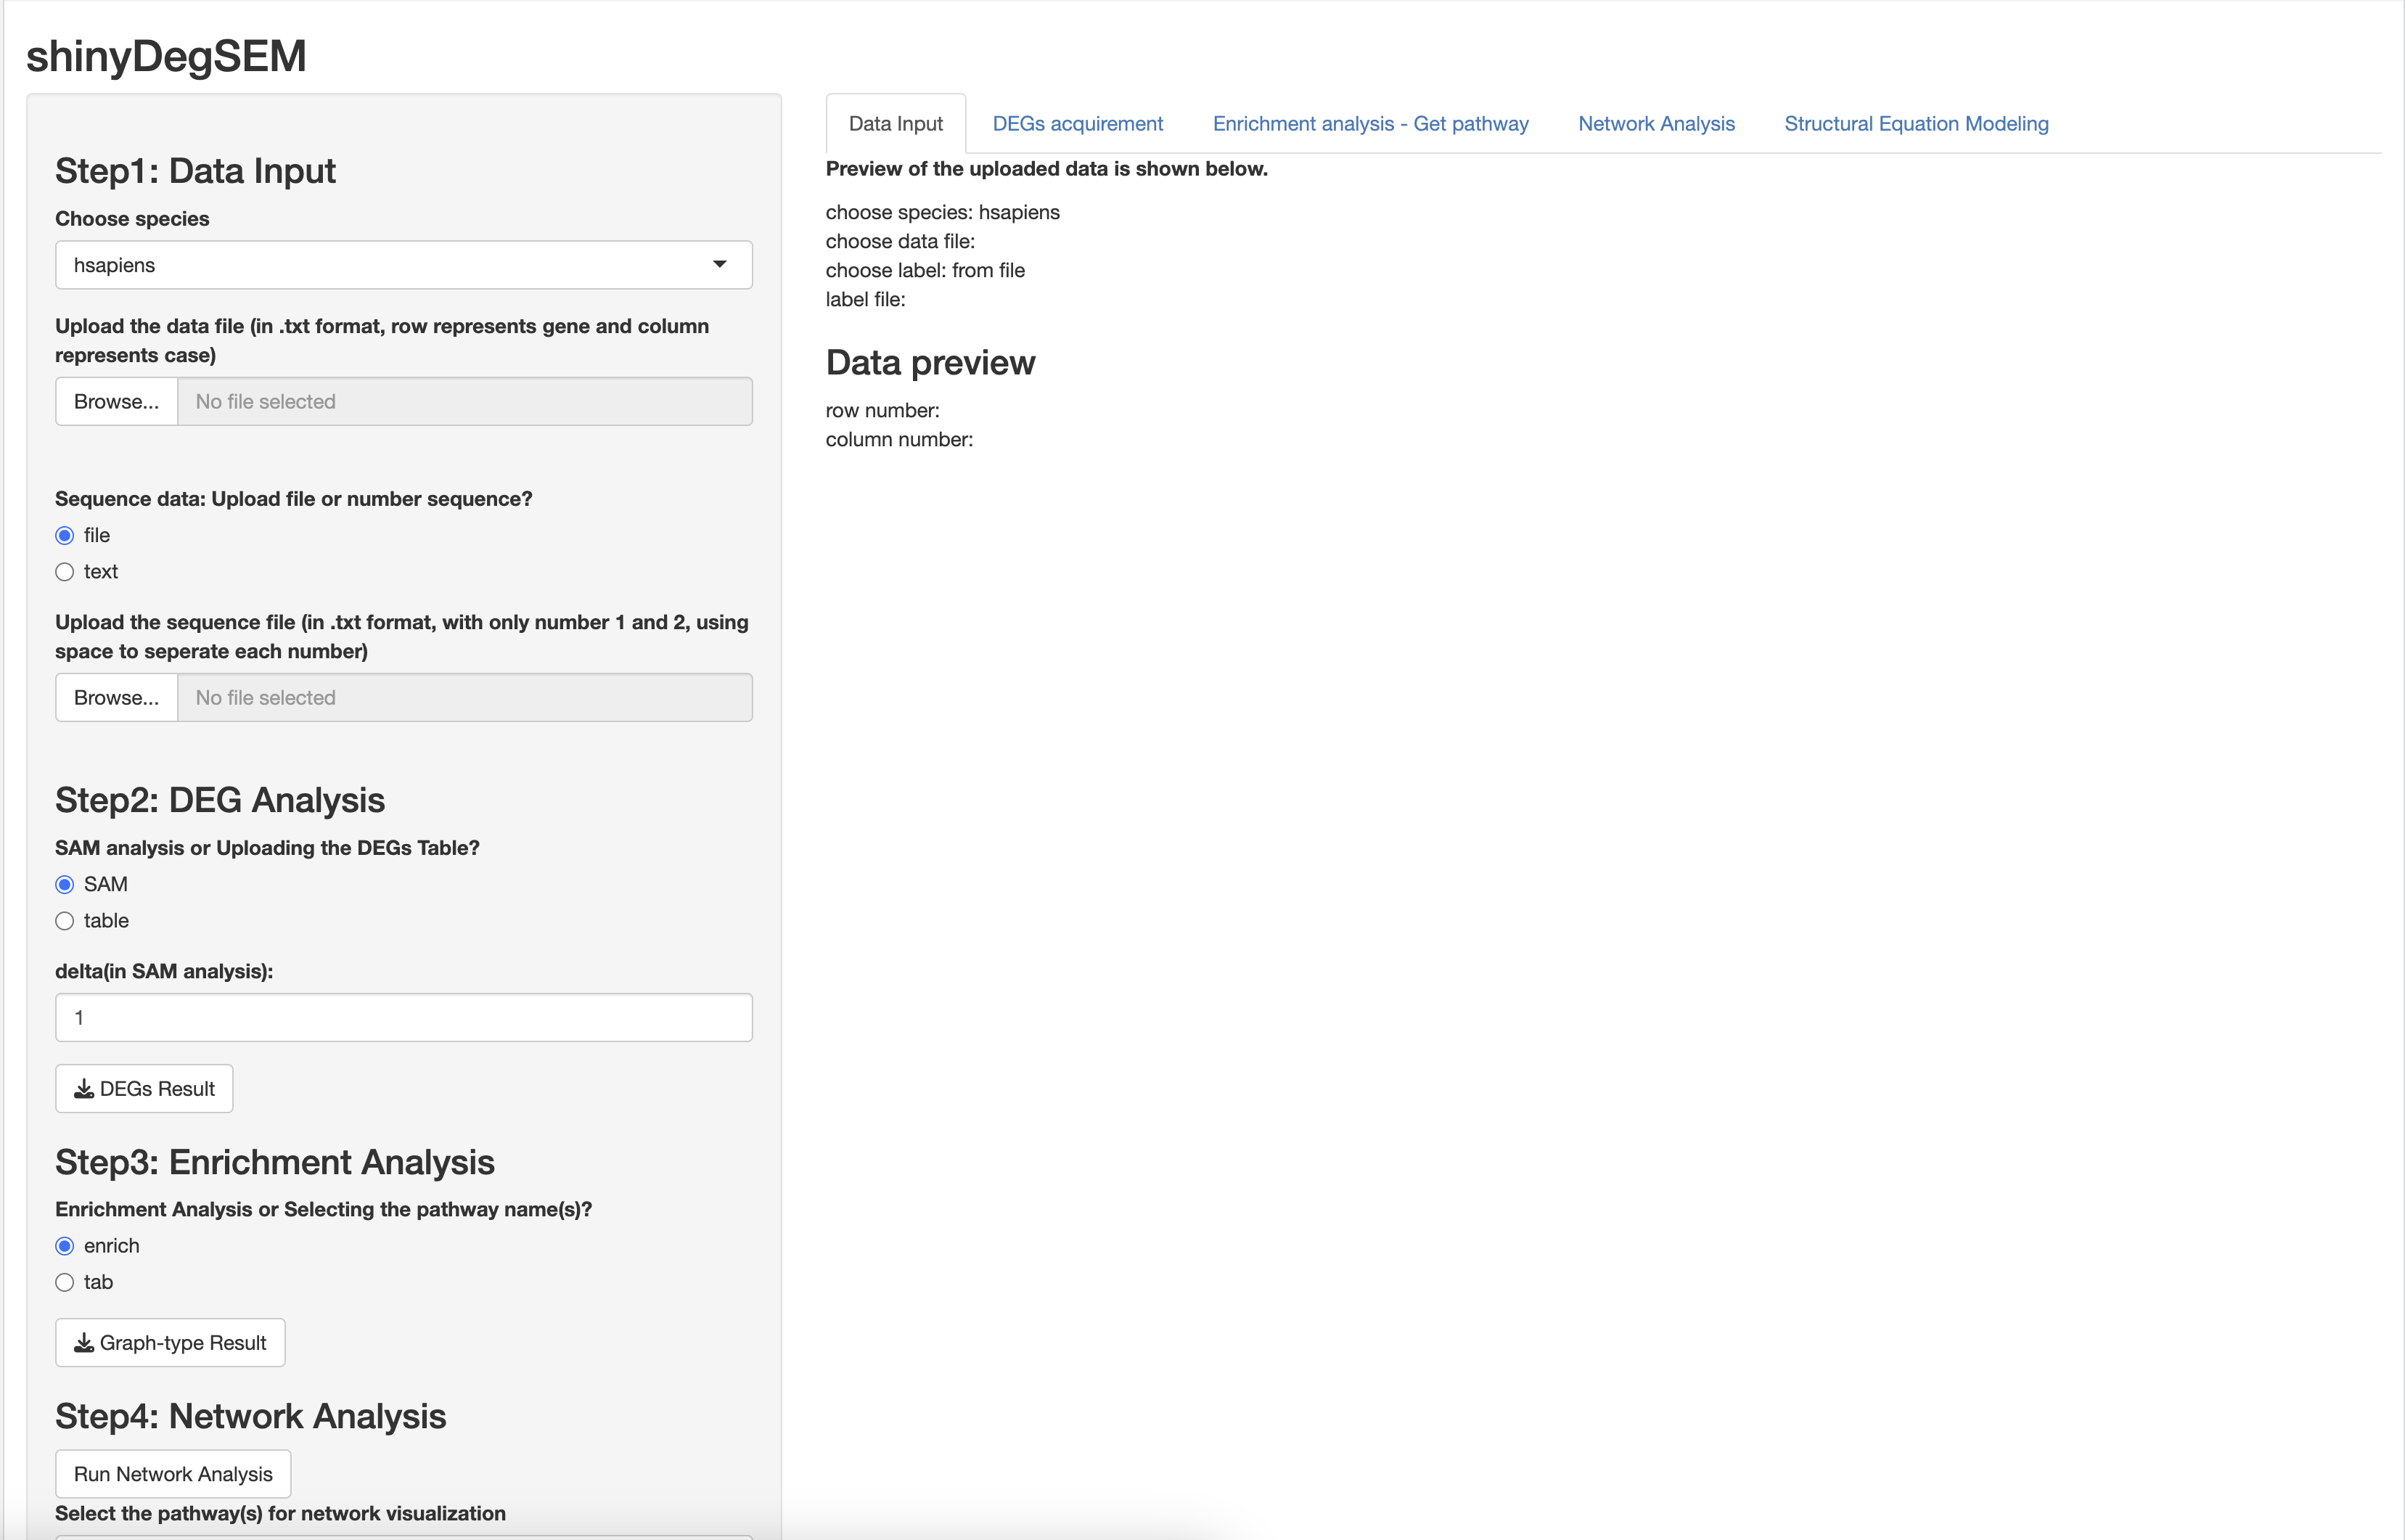 shinyDegSEM
Step1: Data Input
Choose species
hsapiens
Upload the data file (in .txt format, row represents gene and column
represents case)
Browse... No file selected
Sequence data: Upload file or number sequence?
file
text
Upload the sequence file (in .txt format, with only number 1 and 2, using
space to seperate each number)
Browse... No file selected
Step2: DEG Analysis
SAM analysis or Uploading the DEGs Table?
SAM
table
delta(in SAM analysis):
1
DEGs Result
Step3: Enrichment Analysis
Enrichment Analysis or Selecting the pathway name(s)?
enrich
tab
Graph-type Result
Step4: Network Analysis
Run Network Analysis
Select the pathway(s) for network visualization
Data Input DEGs acquirement Enrichment analysis - Get pathway Network Analysis Structural Equation Modeling
Preview of the uploaded data is shown below.
choose species: hsapiens
choose data file:
choose label: from file
label file:
Data preview
row number:
column number: